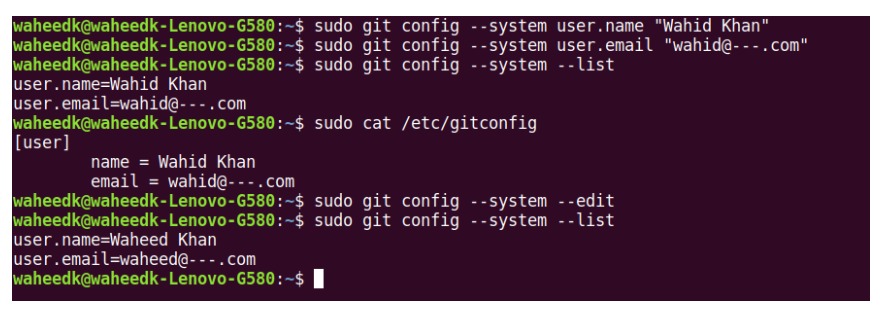 waheedk@waheedk-Lenovo-G580:~$ sudo git config --system user.name "Wahid Khan"
waheedk@waheedk-Lenovo-G580:~$ sudo git config --system user.email "wahid@---.com"
waheedk@waheedk-Lenovo-G580:~$ sudo git config --system --list
user.name=Wahid Khan
user.email=wahid@---.com
waheedk@waheedk-Lenovo-G580:~$ sudo cat /etc/gitconfig
[user]
        name = Wahid Khan
        email = wahid@---.com
waheedk@waheedk-Lenovo-G580:~$ sudo git config --system --edit
waheedk@waheedk-Lenovo-G580:~$ sudo git config --system --list
user.name=Waheed Khan
user.email=waheed@---.com
waheedk@waheedk-Lenovo-G580:~$